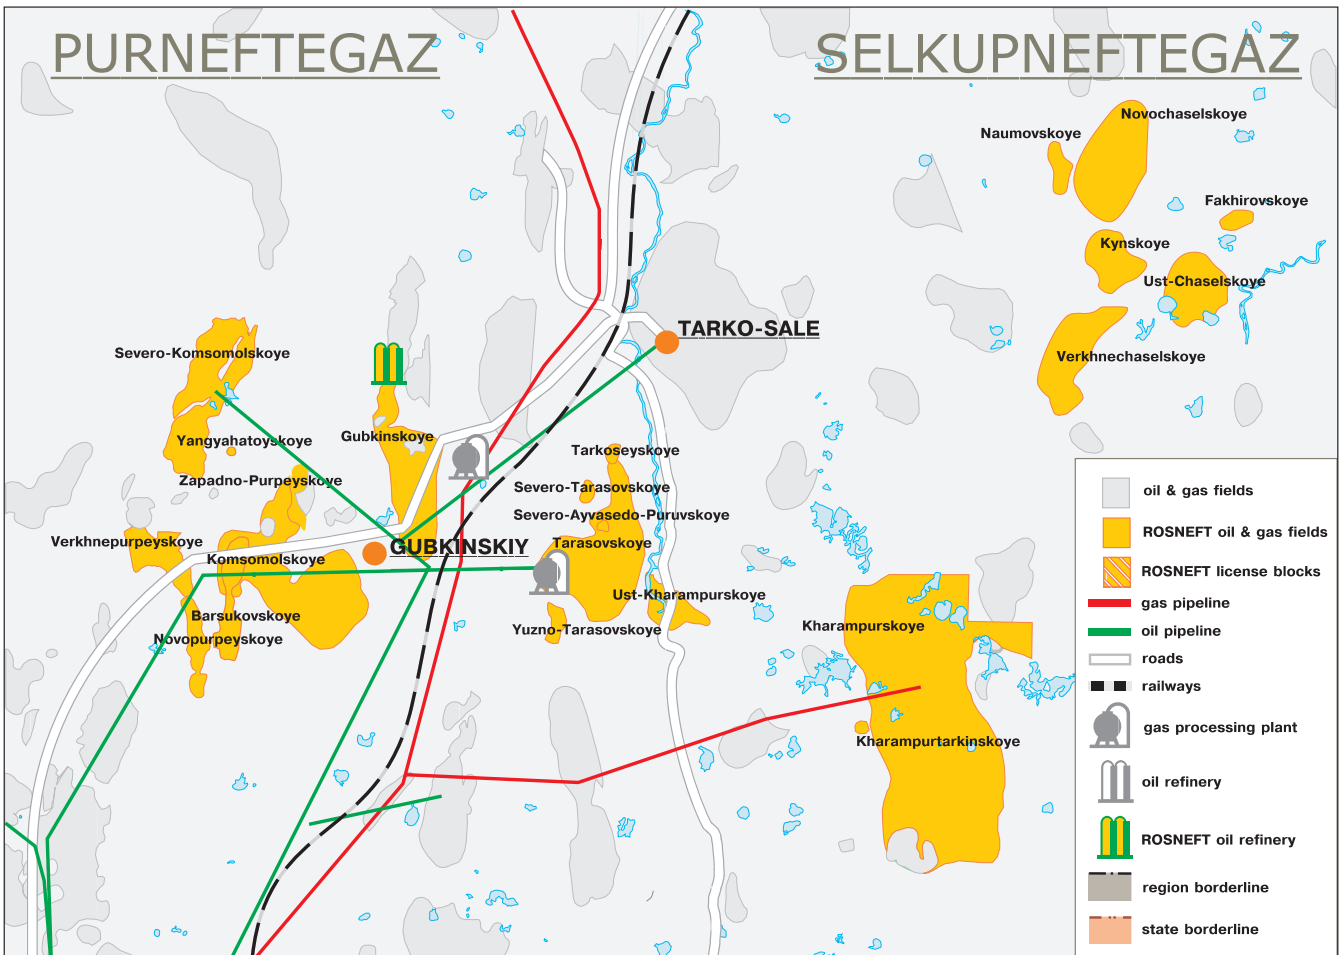 PURNEFTEGAZ
SELKUPNEFTEGAZ
Novochaselskoye
Naumovskoye
Fakhirovskoye
Kynskoye
Ust-Chaselskoye
TARKO-SALE
Severo-Komsomolskoye
Verkhnechaselskoye
Yangyahatoyskoye
Gubkinskoye
Tarkoseyskoye
Zapadno-Purpeyskoye
Severo-Tarasovskoye
Severo-Ayvasedo-Puruvskoye
Verkhnepurpeyskoye
GUBKINSKIY
Tarasovskoye
Komsomolskoye
Ust-Kharampurskoye
Barsukovskoye
Kharampurskoye
Yuzno-Tarasovskoye
Novopurpeyskoye
Kharampurtarkinskoye
oil & gas fields
ROSNEFT oil & gas fields
ROSNEFT license blocks
gas pipeline
oil pipeline
roads
railways
gas processing plant
oil refinery
ROSNEFT oil refinery
region borderline
state borderline